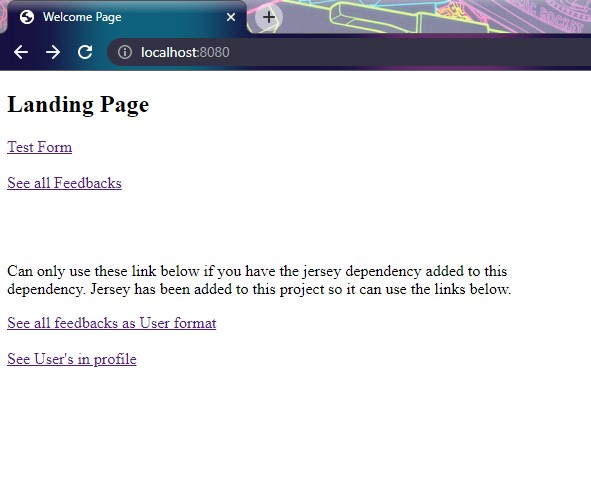 Welcome Page
localhost:8080
Landing Page
Test Form
See all Feedbacks
Can only use these link below if you have the jersey dependency added to this
dependency. Jersey has been added to this project so it can use the links below.
See all feedbacks as User format
See User's in profile